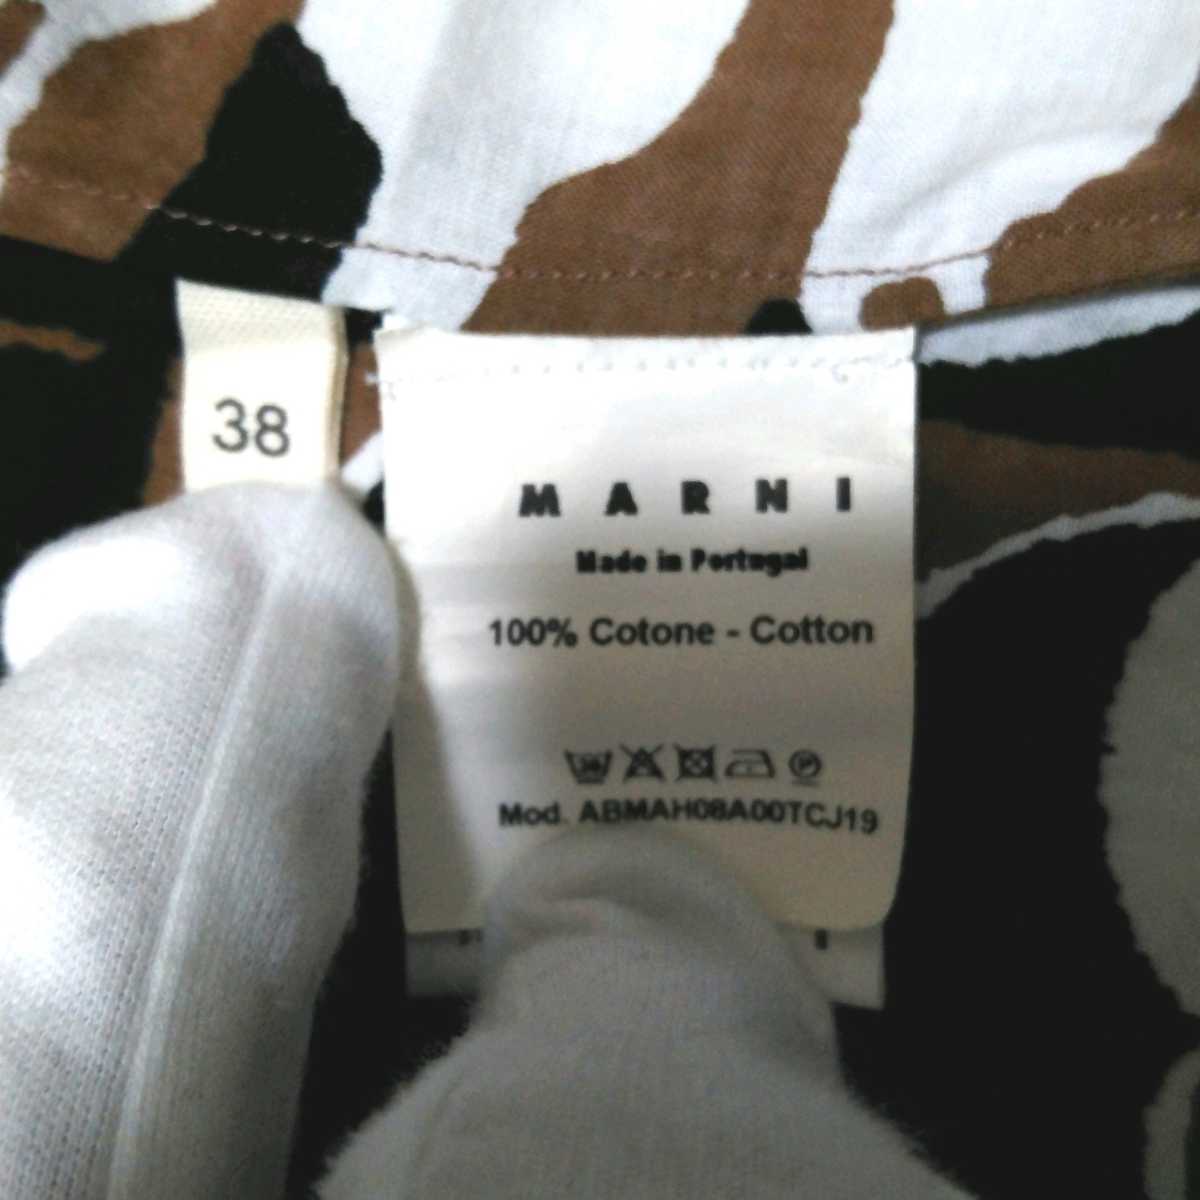 38
MARNI
Made in Portugal
100% Cotone - Cotton
Mod. ABMAH08A00TCJ19